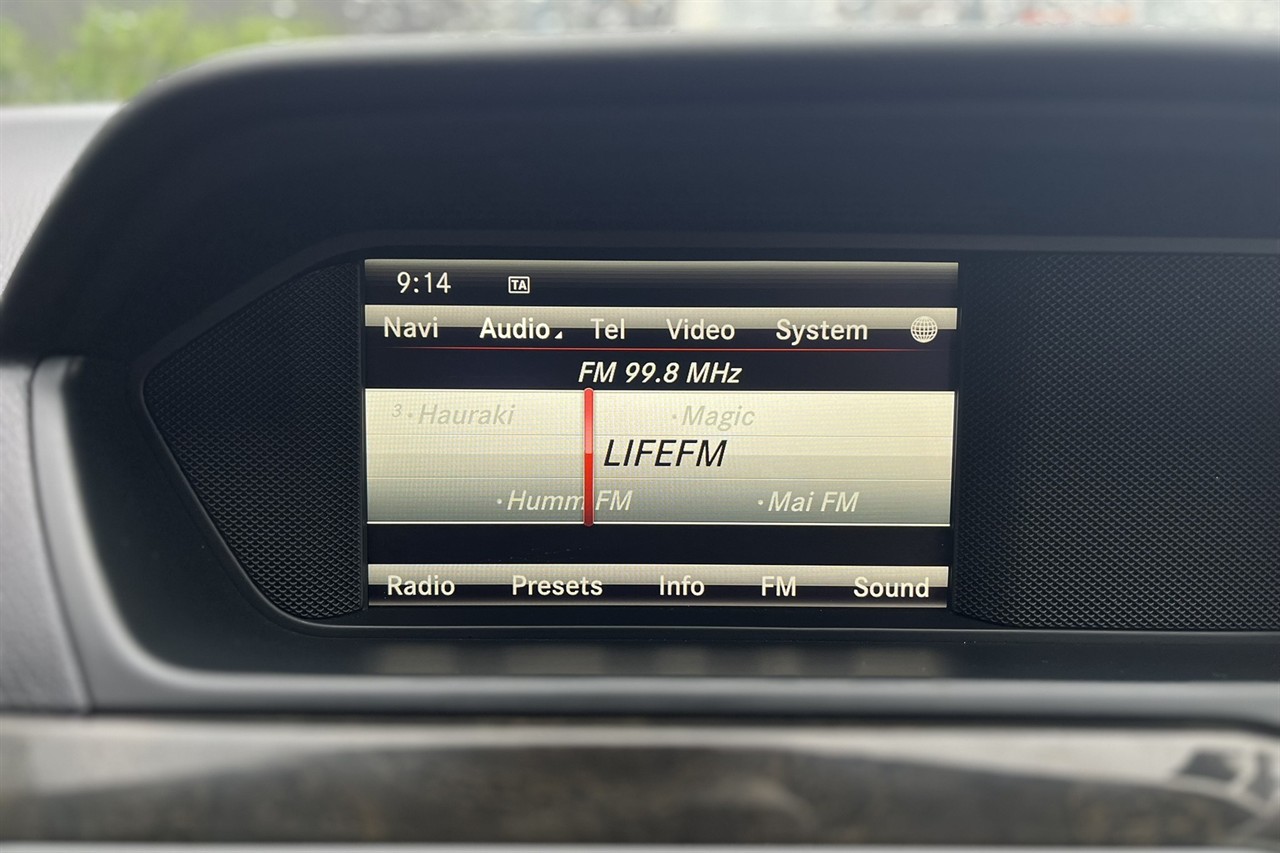 9:14 TA
Navi Audio Tel Video System
FM 99.8 MHz
3 · Hauraki · Magic
LIFEFM
· Humm FM · Mai FM
Radio Presets Info FM Sound